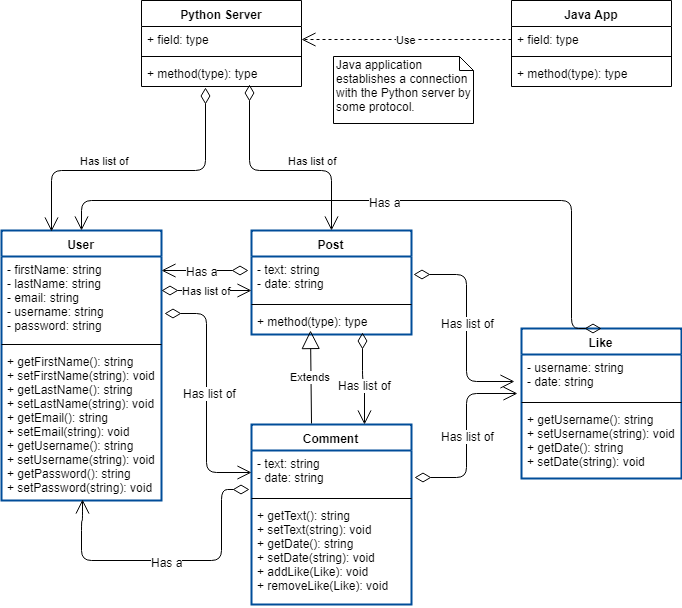 Python Server
+ field: type
+ method(type): type
Java App
+ field: type
+ method(type): type
Use
Java application
establishes a connection
with the Python server by
some protocol.
Has list of
Has list of
Has a
User
- firstName: string
- lastName: string
- email: string
- username: string
- password: string
+ getFirstName(): string
+ setFirstName(string): void
+ getLastName(): string
+ setLastName(string): void
+ getEmail(): string
+ setEmail(string): void
+ getUsername(): string
+ setUsername(string): void
+ getPassword(): string
+ setPassword(string): void
Has a
Has list of
Post
- text: string
- date: string
+ method(type): type
Has list of
Has list of
Extends
Has list of
Like
- username: string
- date: string
+ getUsername(): string
+ setUsername(string): void
+ getDate(): string
+ setDate(string): void
Comment
- text: string
- date: string
+ getText(): string
+ setText(string): void
+ getDate(): string
+ setDate(string): void
+ addLike(Like): void
+ removeLike(Like): void
Has list of
Has a